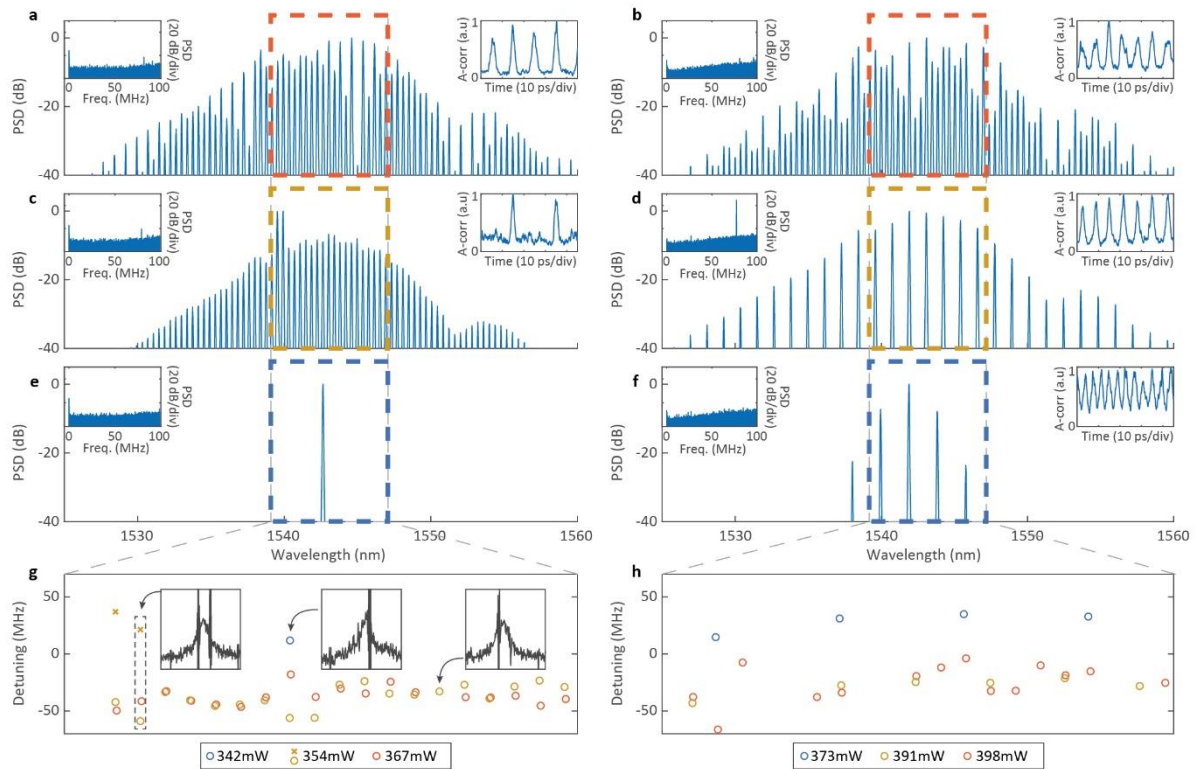 a
PSD (dB)
0
-20
-40
PSD
(20 dB/div)
0
50
100
Freq. (MHz)
A-corr (a.u)
1
0
Time (10 ps/div)
b
0
-20
-40
PSD
(20 dB/div)
0
50
100
Freq. (MHz)
A-corr (a.u)
1
0
Time (10 ps/div)
c
PSD (dB)
0
-20
-40
PSD
(20 dB/div)
0
50
100
Freq. (MHz)
A-corr (a.u)
1
0
Time (10 ps/div)
d
PSD (dB)
0
-20
-40
PSD
(20 dB/div)
0
50
100
Freq. (MHz)
A-corr (a.u)
1
0
Time (10 ps/div)
e
PSD (dB)
0
-20
-40
PSD
(20 dB/div)
0
50
100
Freq. (MHz)
1530
1540
1550
1560
Wavelength (nm)
f
PSD (dB)
0
-20
-40
PSD
(20 dB/div)
0
50
100
Freq. (MHz)
A-corr (a.u)
1
0
Time (10 ps/div)
1530
1540
1550
1560
Wavelength (nm)
g
Detuning (MHz)
50
0
-50
342mW
354mW
367mW
h
Detuning (MHz)
50
0
-50
373mW
391mW
398mW